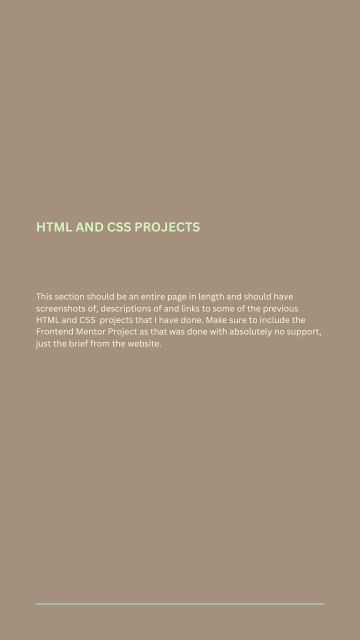 HTML AND CSS PROJECTS
This section should be an entire page in length and should have
screenshots of, descriptions of and links to some of the previous
HTML and CSS  projects that I have done. Make sure to include the
Frontend Mentor Project as that was done with absolutely no support,
just the brief from the website.